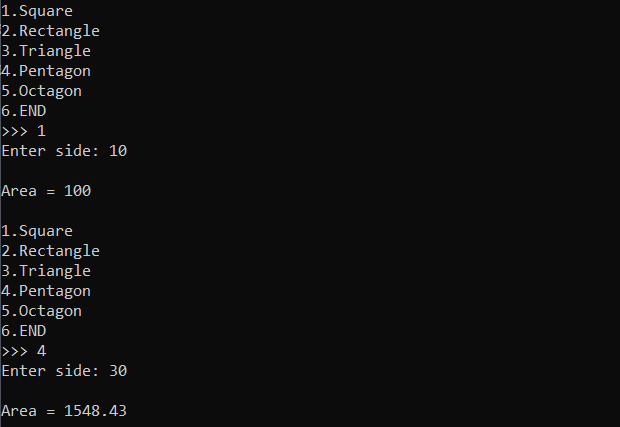 1.Square
2.Rectangle
3.Triangle
4.Pentagon
5.Octagon
6.END
>>> 1
Enter side: 10
Area = 100
1.Square
2.Rectangle
3.Triangle
4.Pentagon
5.Octagon
6.END
>>> 4
Enter side: 30
Area = 1548.43